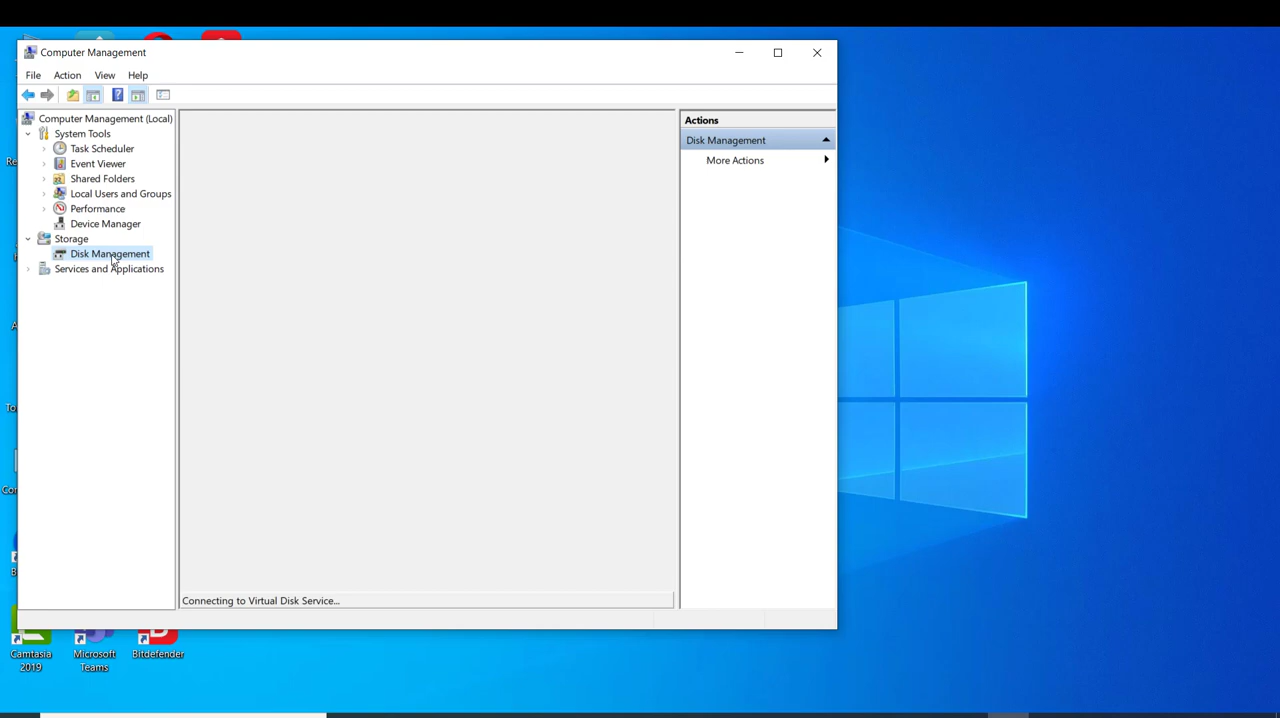 Computer Management
File Action View Help
Computer Management (Local)
System Tools
Task Scheduler
Event Viewer
Shared Folders
Local Users and Groups
Performance
Device Manager
Storage
Disk Management
Services and Applications
Connecting to Virtual Disk Service...
Actions
Disk Management
More Actions
Camtasia
2019
Microsoft
Teams
Bitdefender